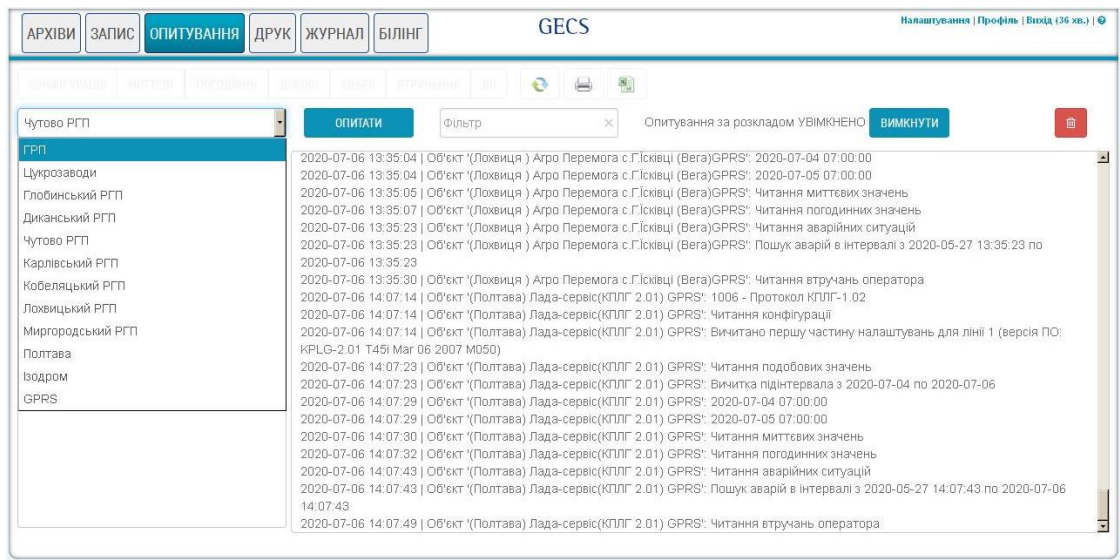 АРХІВИ ЗАПИС ОПИТУВАННЯ ДРУК ЖУРНАЛ БІЛІНГ
GECS
Налаштування | Профіль | Вихід (36 хв.) |
КОНФІГУРАЦІЯ МИТТЄВІ ПОГОДИННІ ДОБОВІ АВАРІЇ ВТРУЧАННЯ
Чутово РГП
ОПИТАТИ
Фільтр
Опитування за розкладом УВІМКНЕНО ВИМКНУТИ
ГРП
Цукрозаводи
Глобинський РГП
Диканський РГП
Чутово РГП
Карлівський РГП
Кобеляцький РГП
Лохвицький РГП
Миргородський РГП
Полтава
Ізодром
GPRS
2020-07-06 13:35:04 | Об'єкт '(Лохвиця ) Агро Перемога с.Г.Їсківці (Вега)GPRS': 2020-07-04 07:00:00
2020-07-06 13:35:04 | Об'єкт '(Лохвиця ) Агро Перемога с.Г.Їсківці (Вега)GPRS': 2020-07-05 07:00:00
2020-07-06 13:35:05 | Об'єкт '(Лохвиця ) Агро Перемога с.Г.Їсківці (Вега)GPRS': Читання миттєвих значень
2020-07-06 13:35:07 | Об'єкт '(Лохвиця ) Агро Перемога с.Г.Їсківці (Вега)GPRS': Читання погодинних значень
2020-07-06 13:35:23 | Об'єкт '(Лохвиця ) Агро Перемога с.Г.Їсківці (Вега)GPRS': Читання аварійних ситуацій
2020-07-06 13:35:23 | Об'єкт '(Лохвиця ) Агро Перемога с.Г.Їсківці (Вега)GPRS': Пошук аварій в інтервалі з 2020-05-27 13:35:23 по
2020-07-06 13:35:23
2020-07-06 13:35:30 | Об'єкт '(Лохвиця ) Агро Перемога с.Г.Їсківці (Вега)GPRS': Читання втручань оператора
2020-07-06 14:07:14 | Об'єкт '(Полтава) Лада-сервіс(КПЛГ 2.01) GPRS': 1006 - Протокол КПЛГ-1.02
2020-07-06 14:07:14 | Об'єкт '(Полтава) Лада-сервіс(КПЛГ 2.01) GPRS': Читання конфігурації
2020-07-06 14:07:14 | Об'єкт '(Полтава) Лада-сервіс(КПЛГ 2.01) GPRS': Вичитано першу частину налаштувань для лінії 1 (версія ПО:
KPLG-2.01 T45i Mar 06 2007 M050)
2020-07-06 14:07:23 | Об'єкт '(Полтава) Лада-сервіс(КПЛГ 2.01) GPRS': Читання подобових значень
2020-07-06 14:07:23 | Об'єкт '(Полтава) Лада-сервіс(КПЛГ 2.01) GPRS': Вичитка підінтервала з 2020-07-04 по 2020-07-06
2020-07-06 14:07:29 | Об'єкт '(Полтава) Лада-сервіс(КПЛГ 2.01) GPRS': 2020-07-04 07:00:00
2020-07-06 14:07:29 | Об'єкт '(Полтава) Лада-сервіс(КПЛГ 2.01) GPRS': 2020-07-05 07:00:00
2020-07-06 14:07:30 | Об'єкт '(Полтава) Лада-сервіс(КПЛГ 2.01) GPRS': Читання миттєвих значень
2020-07-06 14:07:32 | Об'єкт '(Полтава) Лада-сервіс(КПЛГ 2.01) GPRS': Читання погодинних значень
2020-07-06 14:07:43 | Об'єкт '(Полтава) Лада-сервіс(КПЛГ 2.01) GPRS': Читання аварійних ситуацій
2020-07-06 14:07:43 | Об'єкт '(Полтава) Лада-сервіс(КПЛГ 2.01) GPRS': Пошук аварій в інтервалі з 2020-05-27 14:07:43 по 2020-07-06
14:07:43
2020-07-06 14:07:49 | Об'єкт '(Полтава) Лада-сервіс(КПЛГ 2.01) GPRS': Читання втручань оператора